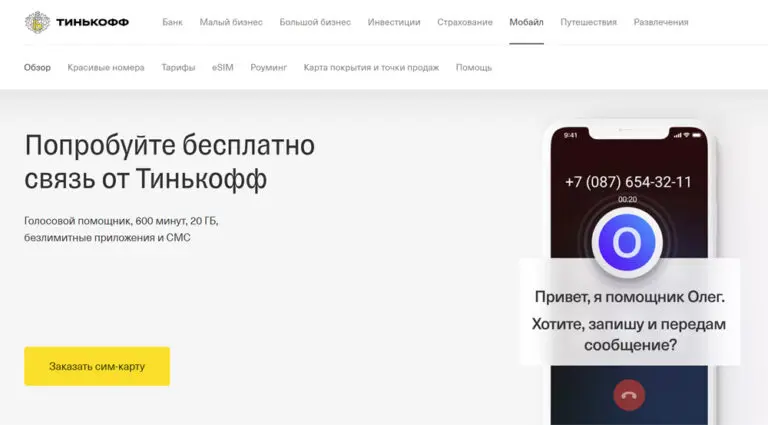 ТИНЬКОФФ Банк Малый бизнес Большой бизнес Инвестиции Страхование Мобайл Путешествия Развлечения
Обзор Красивые номера Тарифы eSIM Роуминг Карта покрытия и точки продаж Помощь
Попробуйте бесплатно
связь от Тинькофф
Голосовой помощник, 600 минут, 20 ГБ,
безлимитные приложения и СМС
Заказать сим-карту
9:41
+7 (087) 654-32-11
00:20
О
Привет, я помощник Олег.
Хотите, запишу и передам
сообщение?